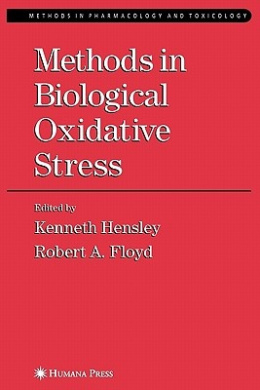 METHODS IN PHARMACOLOGY AND TOXICOLOGY
Methods in
Biological
Oxidative
Stress
Edited by
Kenneth Hensley
Robert A. Floyd
HUMANA PRESS